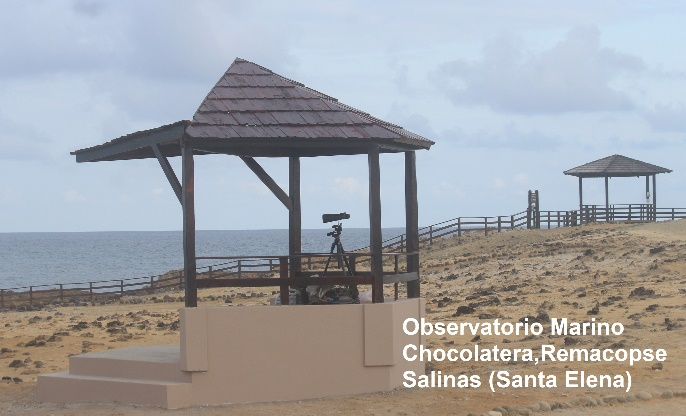 Observatorio Marino
Chocolatera,Remacopse
Salinas (Santa Elena)